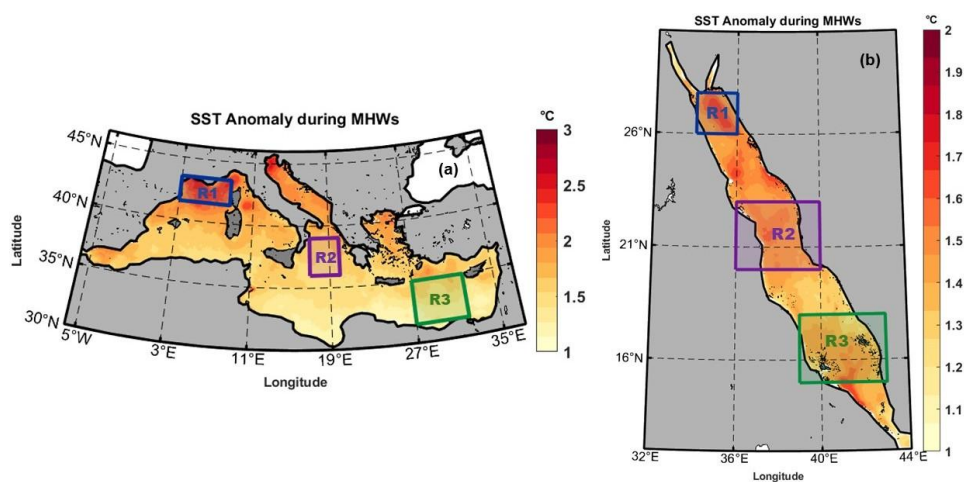 SST Anomaly during MHWs
°C
(a)
45°N
40°N
35°N
30°N
Latitude
R1
R2
R3
5°W
3°E
11°E
19°E
27°E
35°E
Longitude
3
2.5
2
1.5
1
SST Anomaly during MHWs
°C
(b)
26°N
21°N
16°N
Latitude
R1
R2
R3
32°E
36°E
40°E
44°E
Longitude
2
1.9
1.8
1.7
1.6
1.5
1.4
1.3
1.2
1.1
1